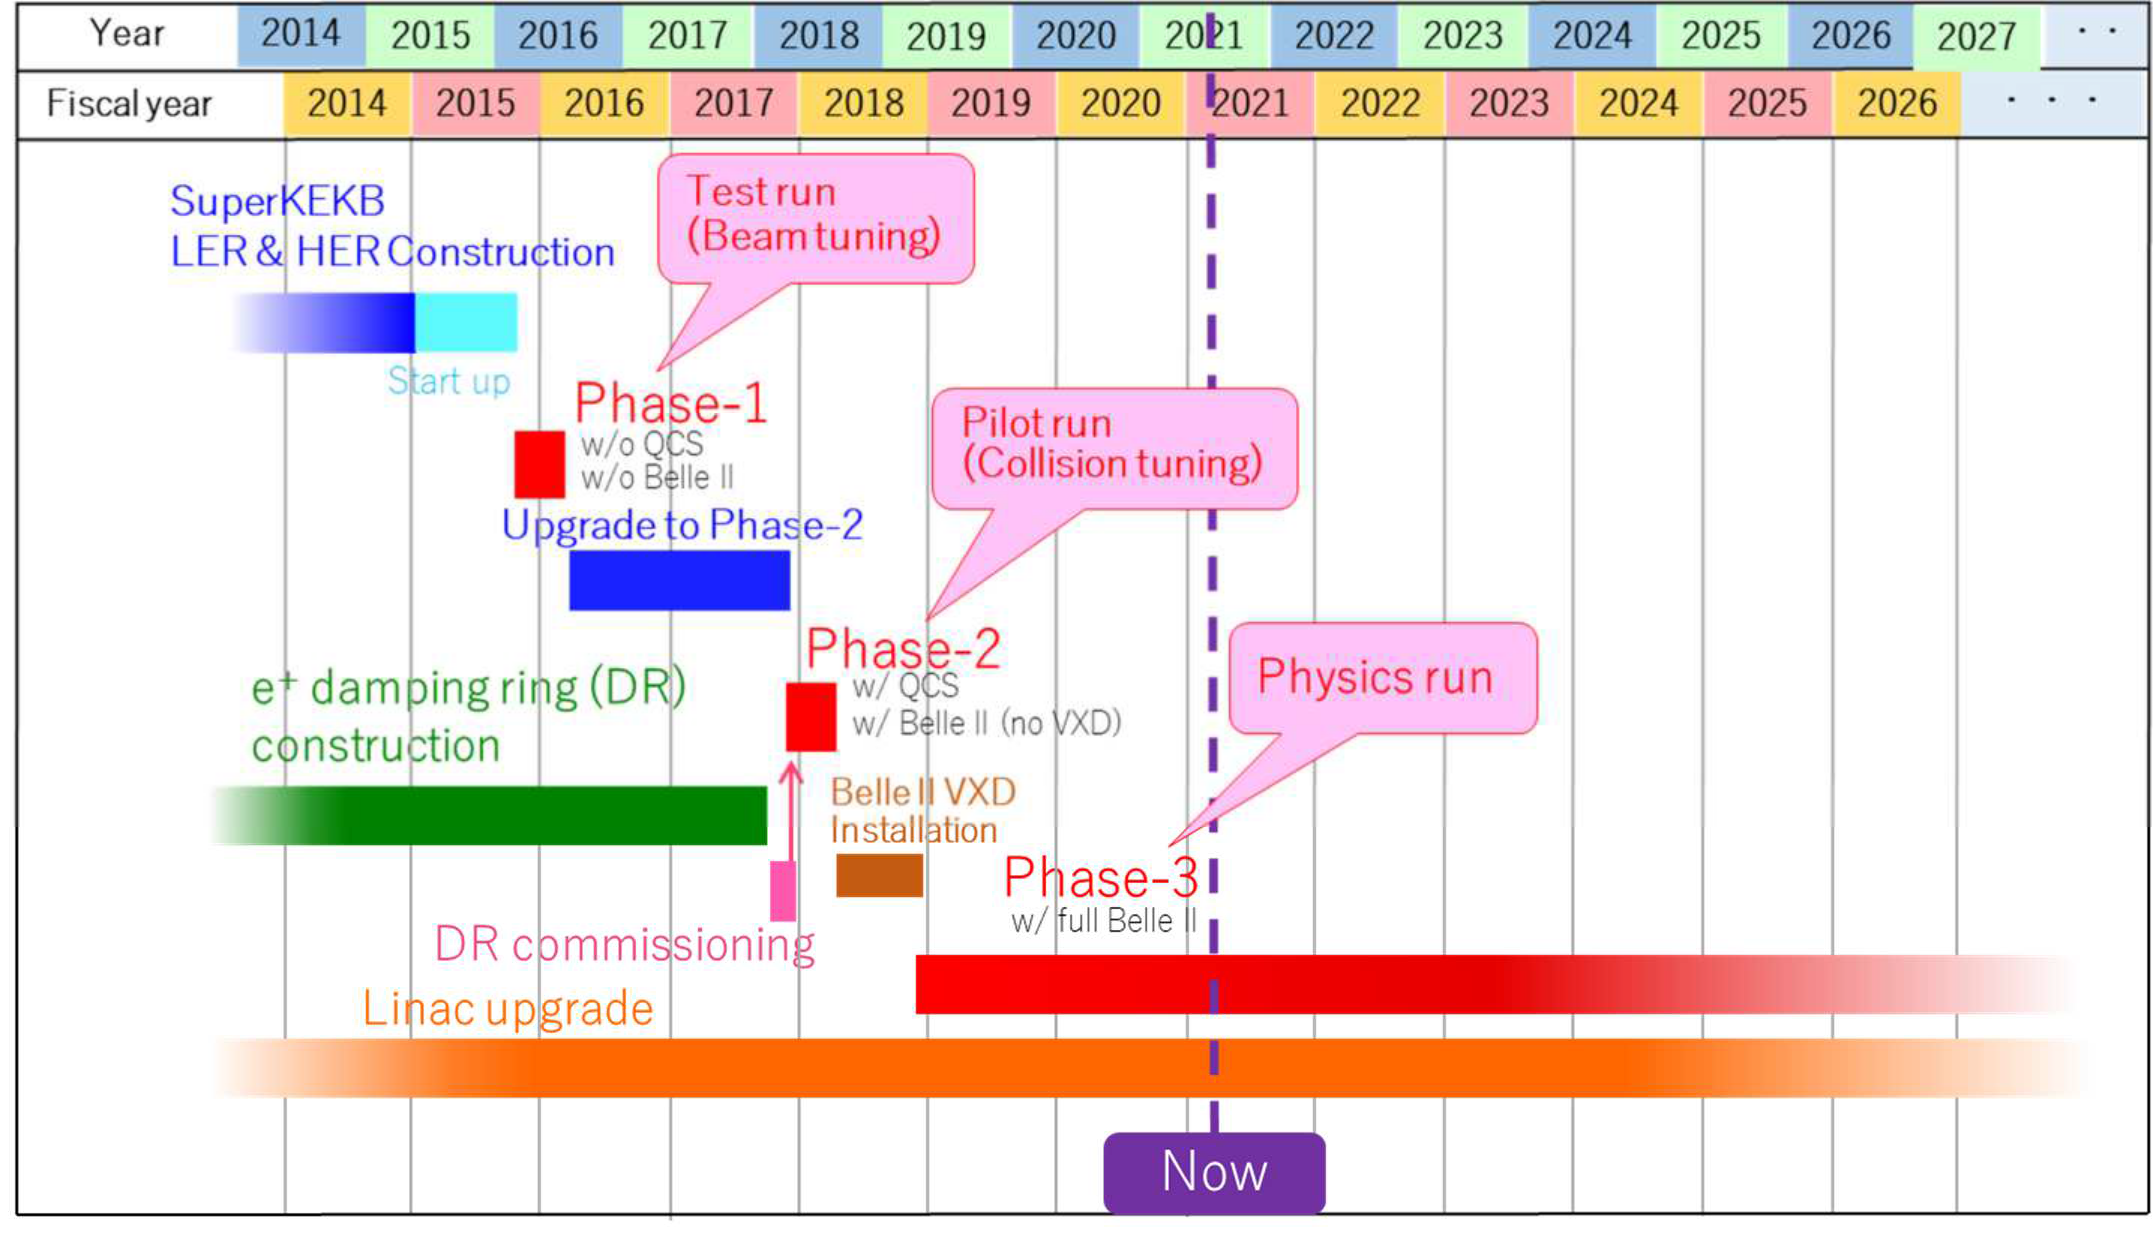 Year 2014 2015 2016 2017 2018 2019 2020 2021 2022 2023 2024 2025 2026 2027 ・・
Fiscal year 2014 2015 2016 2017 2018 2019 2020 2021 2022 2023 2024 2025 2026 ・・・
SuperKEKB
LER & HER Construction
Start up
Test run
(Beam tuning)
Phase-1
w/o QCS
w/o Belle II
Upgrade to Phase-2
Pilot run
(Collision tuning)
Phase-2
w/ QCS
w/ Belle II (no VXD)
e⁺ damping ring (DR)
construction
Physics run
Belle II VXD
Installation
Phase-3
w/ full Belle II
DR commissioning
Linac upgrade
Now